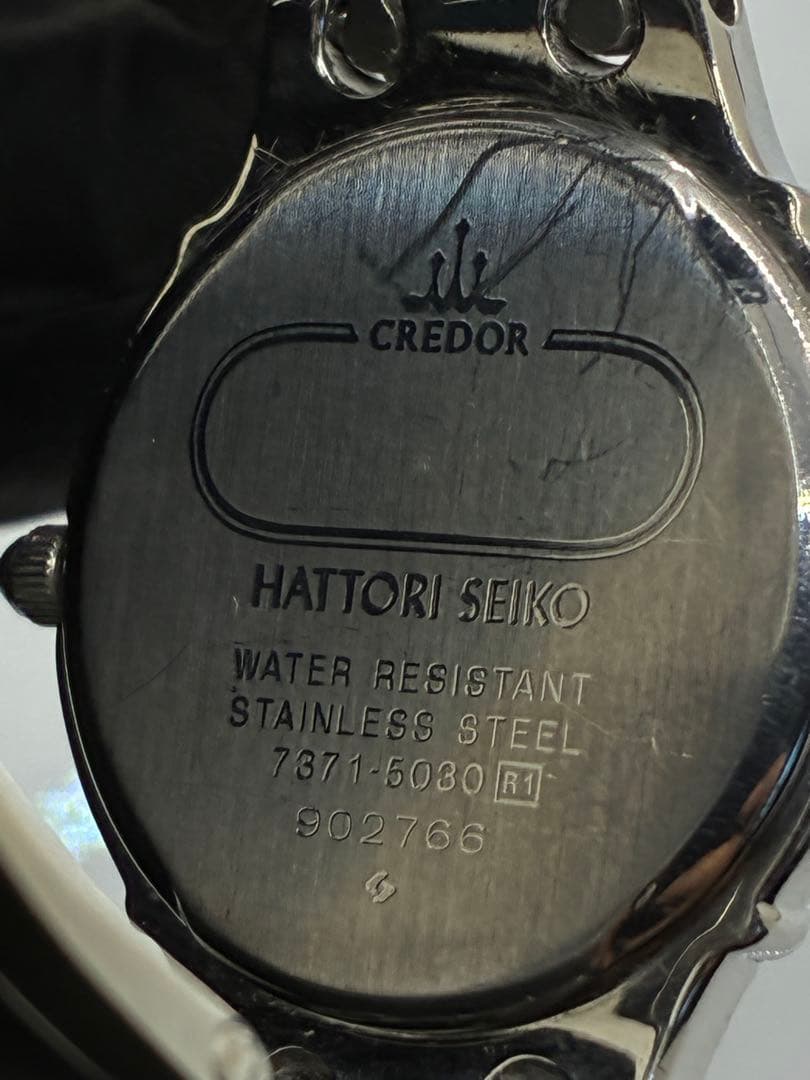 CREDOR
HATTORI SEIKO
WATER RESISTANT
STAINLESS STEEL
7371-5030 R1
902766